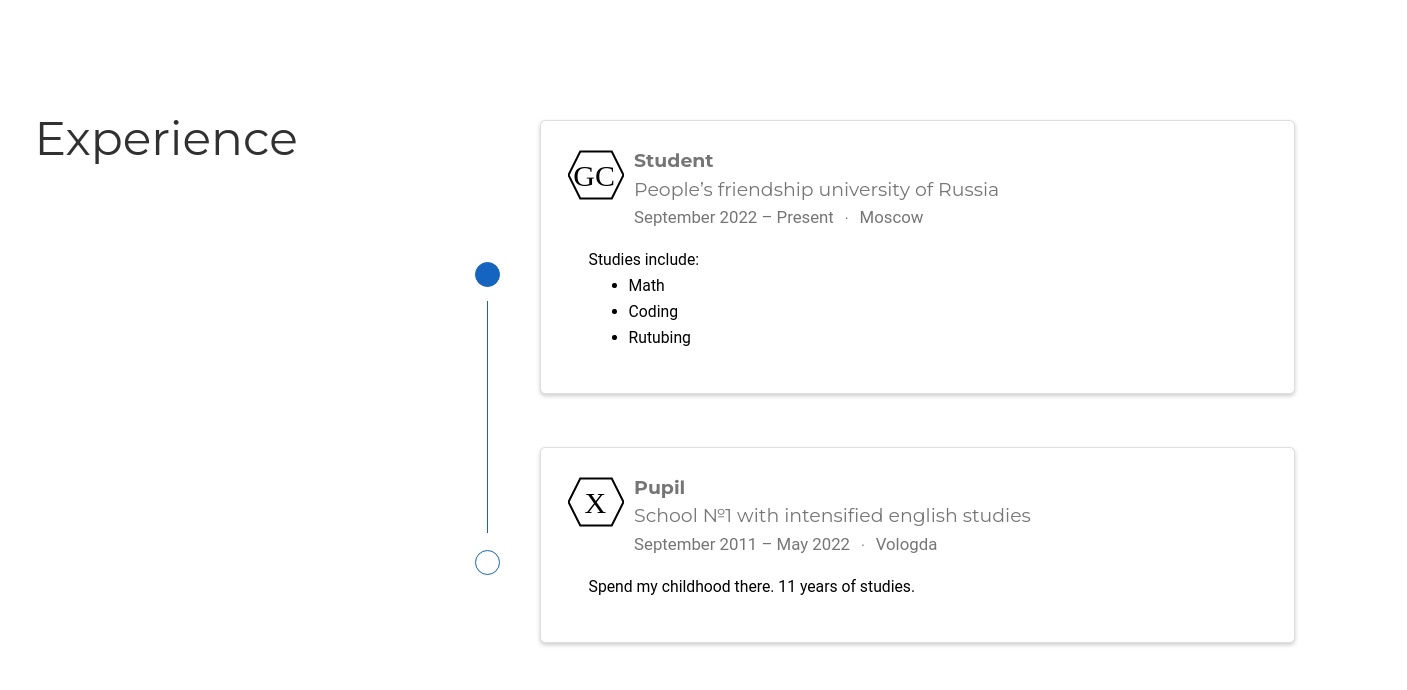 Experience
GC
Student
People’s friendship university of Russia
September 2022 – Present · Moscow
Studies include:
• Math
• Coding
• Rutubing
X
Pupil
School №1 with intensified english studies
September 2011 – May 2022 · Vologda
Spend my childhood there. 11 years of studies.